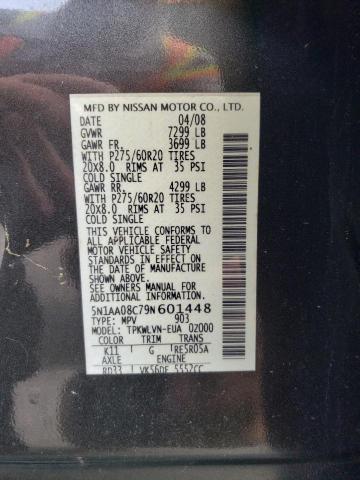 MFD BY NISSAN MOTOR CO., LTD.
DATE 04/08
GVWR 7299 LB
GAWR FR. 3699 LB
WITH P275/60R20 TIRES
20X8.0 RIMS AT 35 PSI
COLD SINGLE
GAWR RR. 4299 LB
WITH P275/60R20 TIRES
20X8.0 RIMS AT 35 PSI
COLD SINGLE
THIS VEHICLE CONFORMS TO
ALL APPLICABLE FEDERAL
MOTOR VEHICLE SAFETY
STANDARDS IN EFFECT ON
THE DATE OF MANUFACTURE
SHOWN ABOVE.
SEE OWNERS MANUAL FOR
ADDITIONAL INFORMATION
5N1AA08C79N601448
TYPE: MPV 9D3
MODEL: TPKWLVN-EUA 02000
COLOR TRIM TRANS
K11 G RE5R05A
AXLE ENGINE
RD33 VK56DE 5552CC